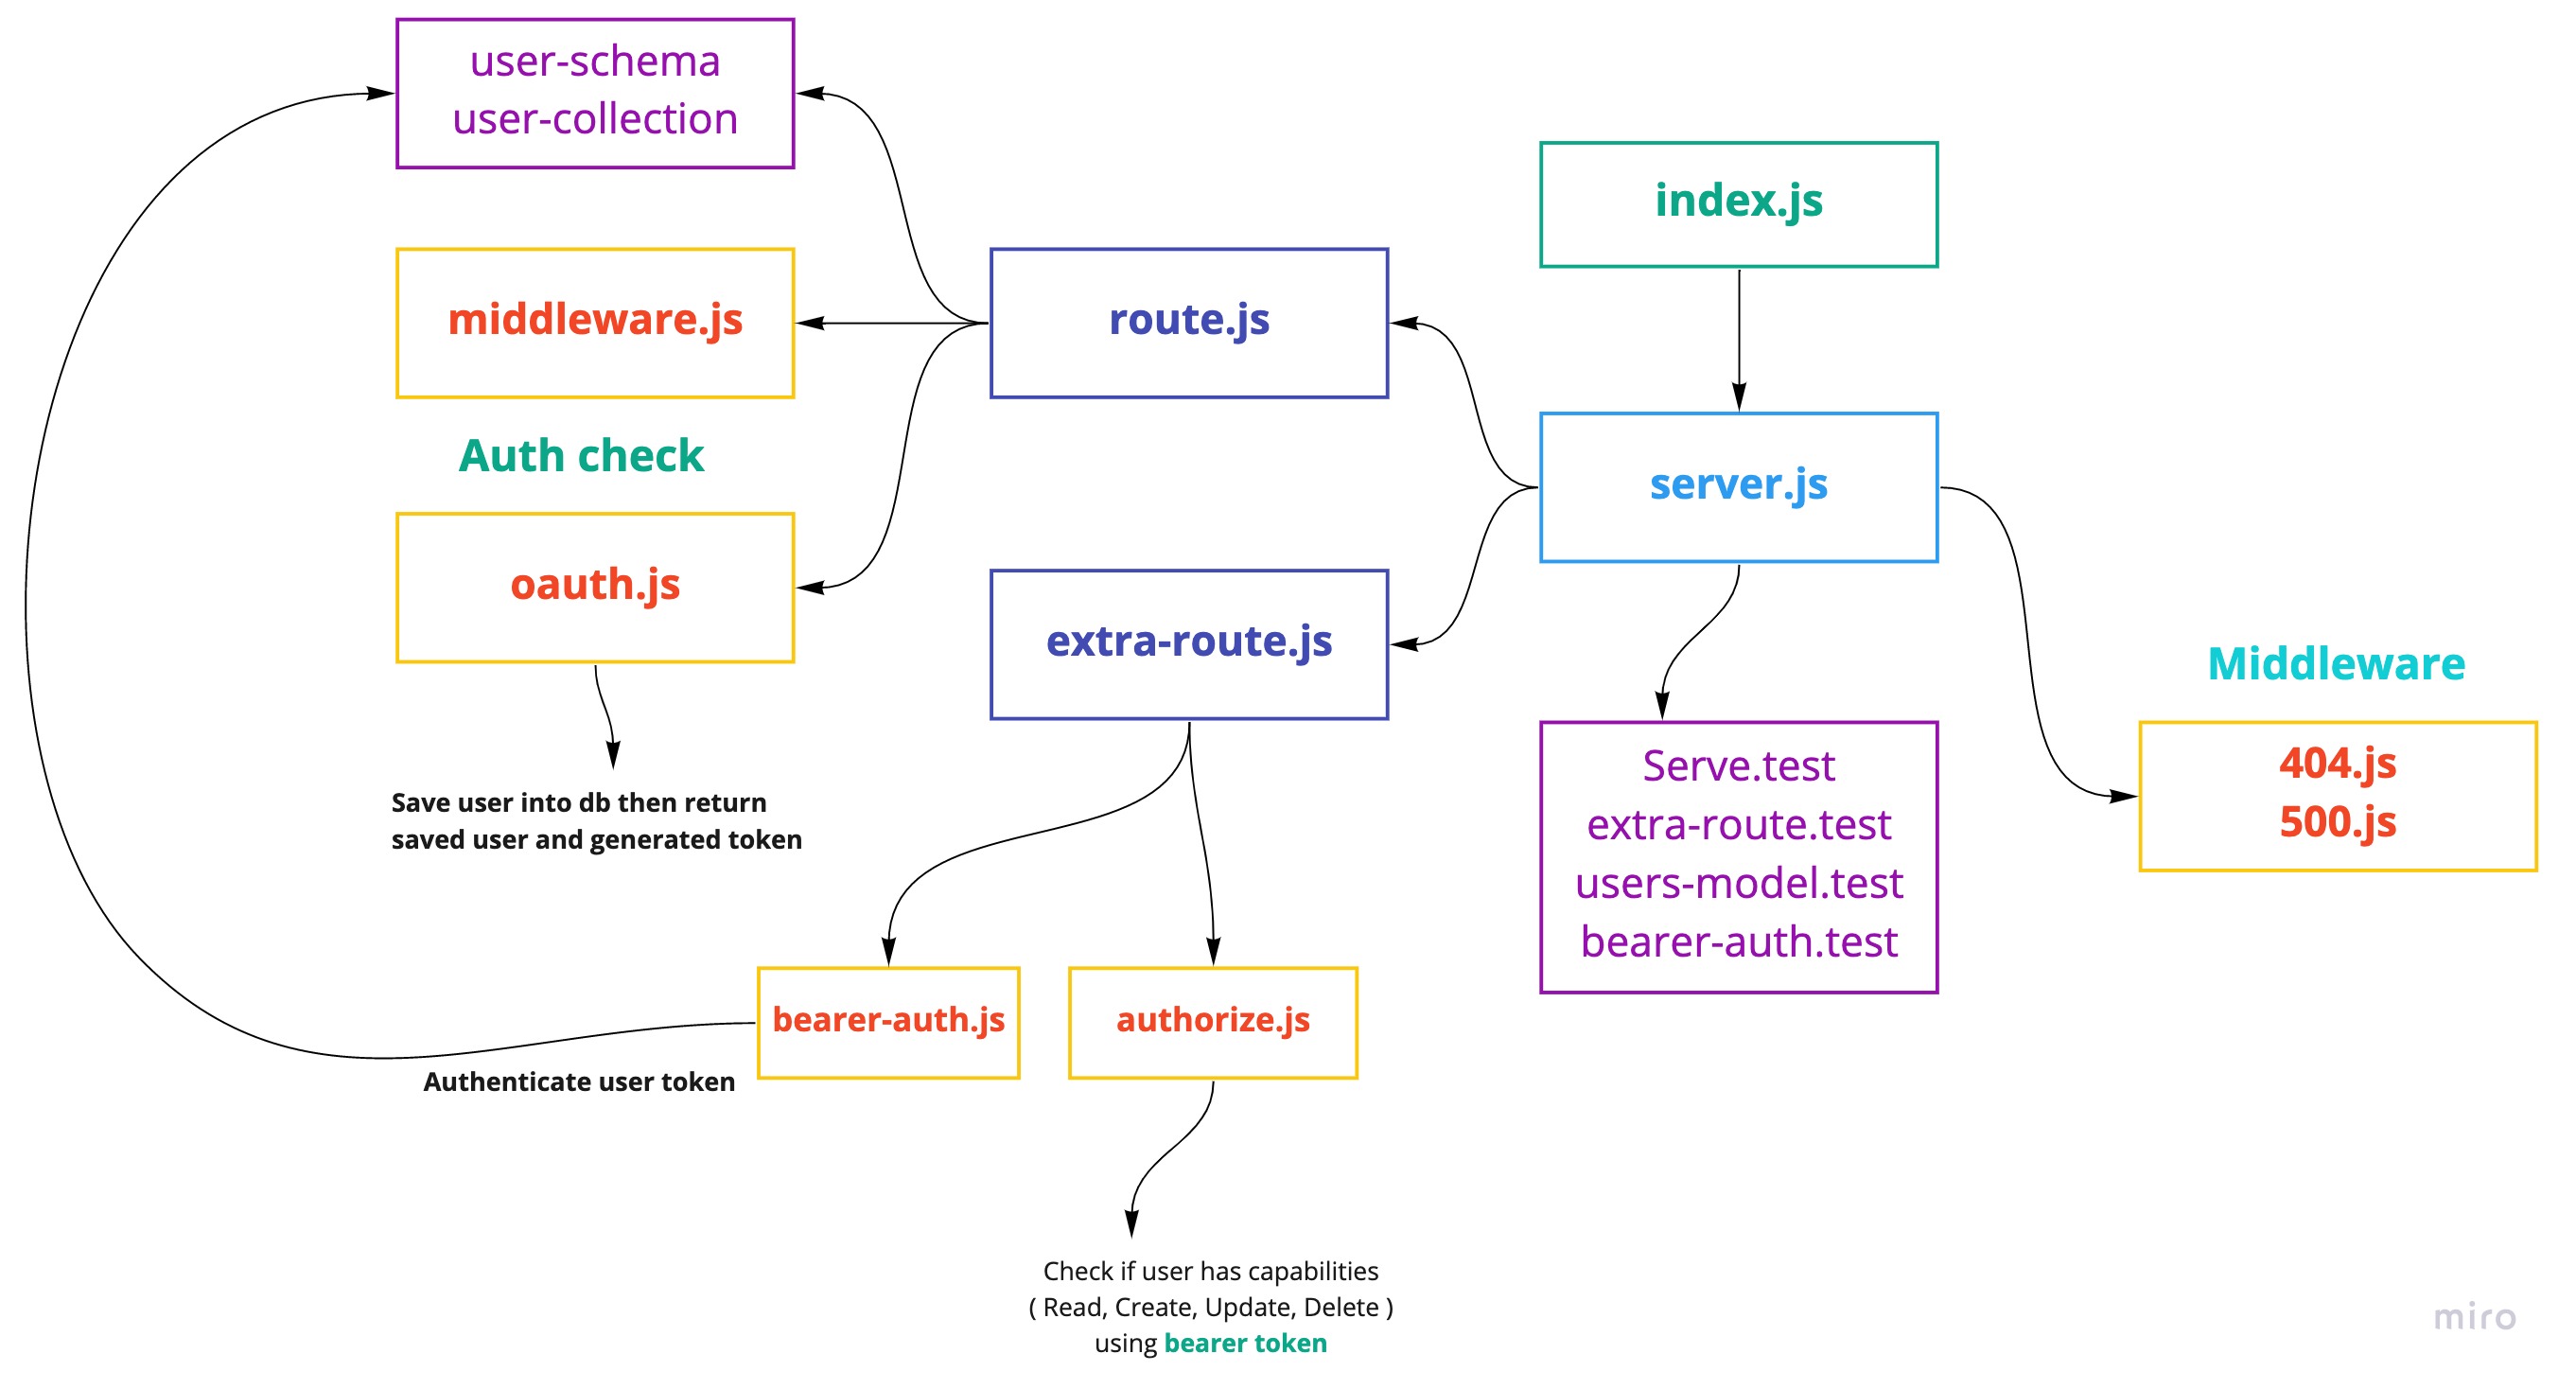 user-schema
user-collection
index.js
middleware.js
route.js
Auth check
server.js
oauth.js
extra-route.js
Middleware
Save user into db then return
saved user and generated token
Serve.test
extra-route.test
users-model.test
bearer-auth.test
404.js
500.js
bearer-auth.js
authorize.js
Authenticate user token
Check if user has capabilities
( Read, Create, Update, Delete )
using bearer token
miro